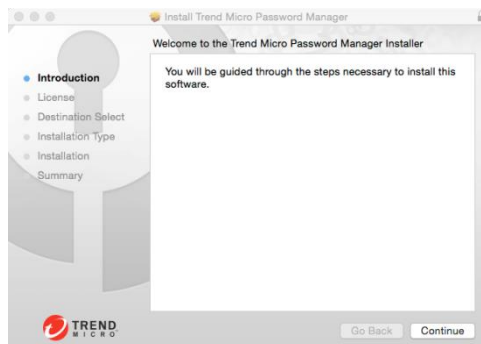 Install Trend Micro Password Manager
Welcome to the Trend Micro Password Manager Installer
Introduction
License
Destination Select
Installation Type
Installation
Summary
You will be guided through the steps necessary to install this
software.
TREND
MICRO
Go Back
Continue